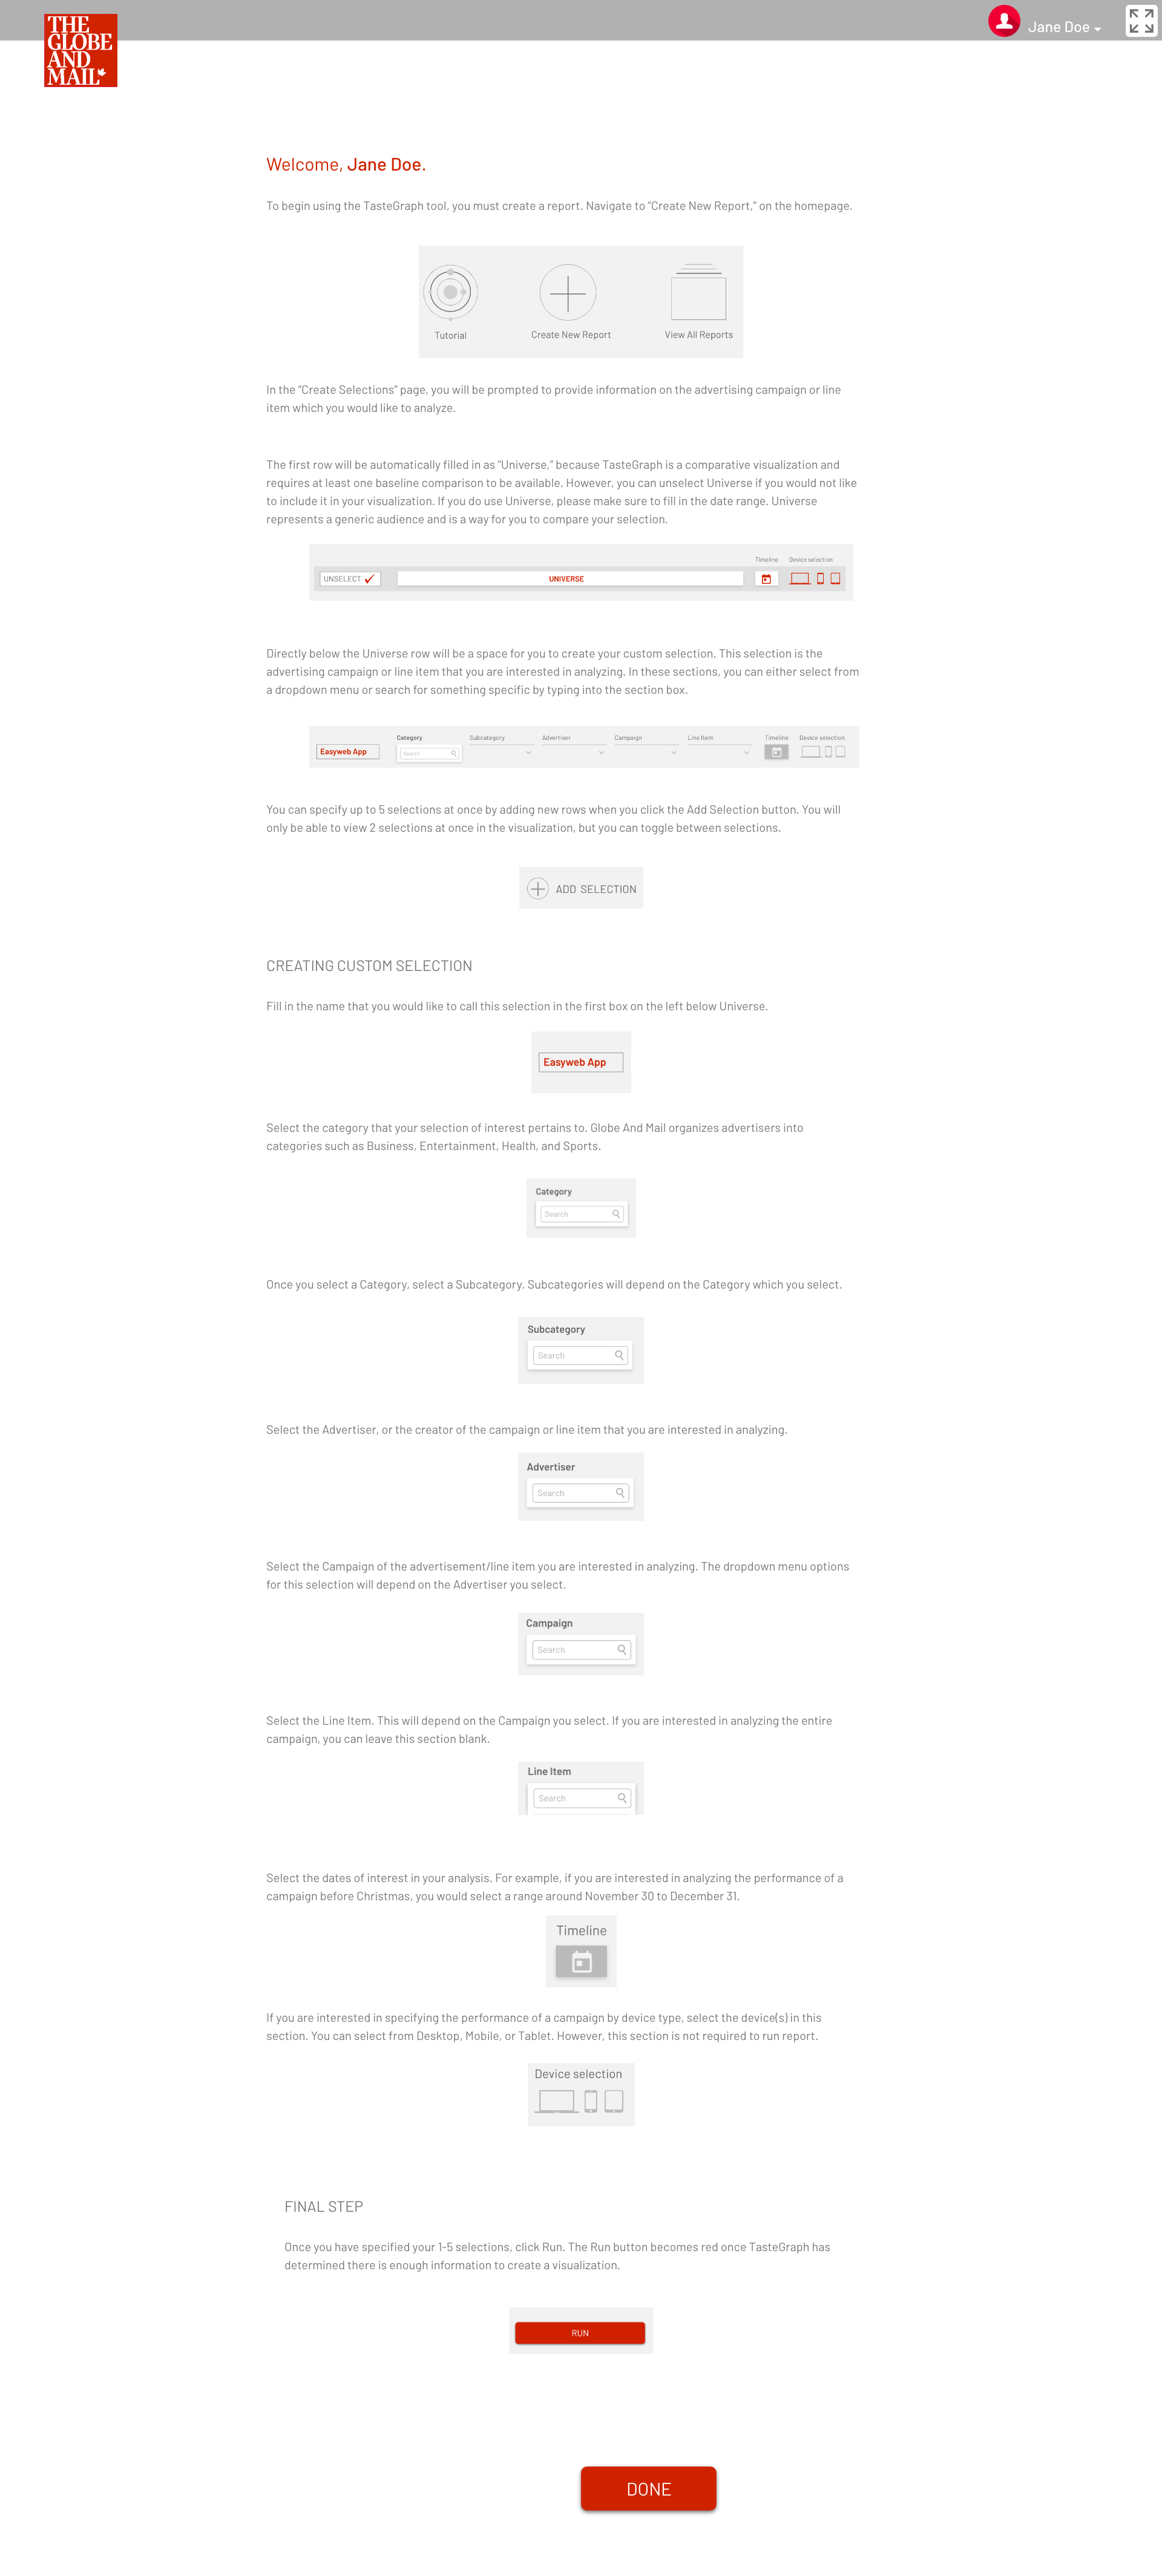 THE
GLOBE
AND
MAIL
Jane Doe
Welcome, Jane Doe.
To begin using the TasteGraph tool, you must create a report. Navigate to “Create New Report,” on the homepage.
Tutorial
Create New Report
View All Reports
In the “Create Selections” page, you will be prompted to provide information on the advertising campaign or line
item which you would like to analyze.
The first row will be automatically filled in as “Universe,” because TasteGraph is a comparative visualization and
requires at least one baseline comparison to be available. However, you can unselect Universe if you would not like
to include it in your visualization. If you do use Universe, please make sure to fill in the date range. Universe
represents a generic audience and is a way for you to compare your selection.
Timeline Device selection
UNSELECT UNIVERSE
Directly below the Universe row will be a space for you to create your custom selection. This selection is the
advertising campaign or line item that you are interested in analyzing. In these sections, you can either select from
a dropdown menu or search for something specific by typing into the section box.
Category Subcategory Advertiser Campaign Line Item Timeline Device selection
Easyweb App Search
You can specify up to 5 selections at once by adding new rows when you click the Add Selection button. You will
only be able to view 2 selections at once in the visualization, but you can toggle between selections.
ADD SELECTION
CREATING CUSTOM SELECTION
Fill in the name that you would like to call this selection in the first box on the left below Universe.
Easyweb App
Select the category that your selection of interest pertains to. Globe And Mail organizes advertisers into
categories such as Business, Entertainment, Health, and Sports.
Category
Search
Once you select a Category, select a Subcategory. Subcategories will depend on the Category which you select.
Subcategory
Search
Select the Advertiser, or the creator of the campaign or line item that you are interested in analyzing.
Advertiser
Search
Select the Campaign of the advertisement/line item you are interested in analyzing. The dropdown menu options
for this selection will depend on the Advertiser you select.
Campaign
Search
Select the Line Item. This will depend on the Campaign you select. If you are interested in analyzing the entire
campaign, you can leave this section blank.
Line Item
Search
Select the dates of interest in your analysis. For example, if you are interested in analyzing the performance of a
campaign before Christmas, you would select a range around November 30 to December 31.
Timeline
If you are interested in specifying the performance of a campaign by device type, select the device(s) in this
section. You can select from Desktop, Mobile, or Tablet. However, this section is not required to run report.
Device selection
FINAL STEP
Once you have specified your 1-5 selections, click Run. The Run button becomes red once TasteGraph has
determined there is enough information to create a visualization.
RUN
DONE